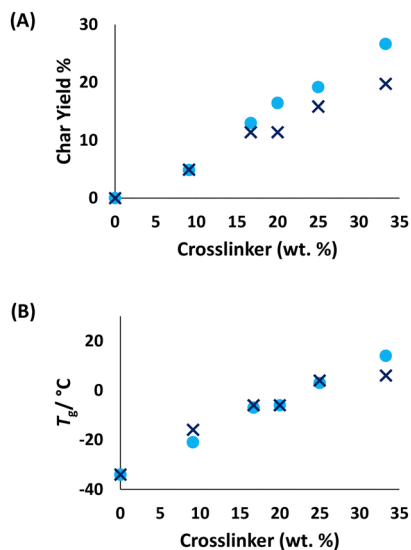 (A)
30
20
10
0
Char Yield %
0 5 10 15 20 25 30 35
Crosslinker (wt. %)
(B)
20
0
-20
-40
Tg/ °C
0 5 10 15 20 25 30 35
Crosslinker (wt. %)